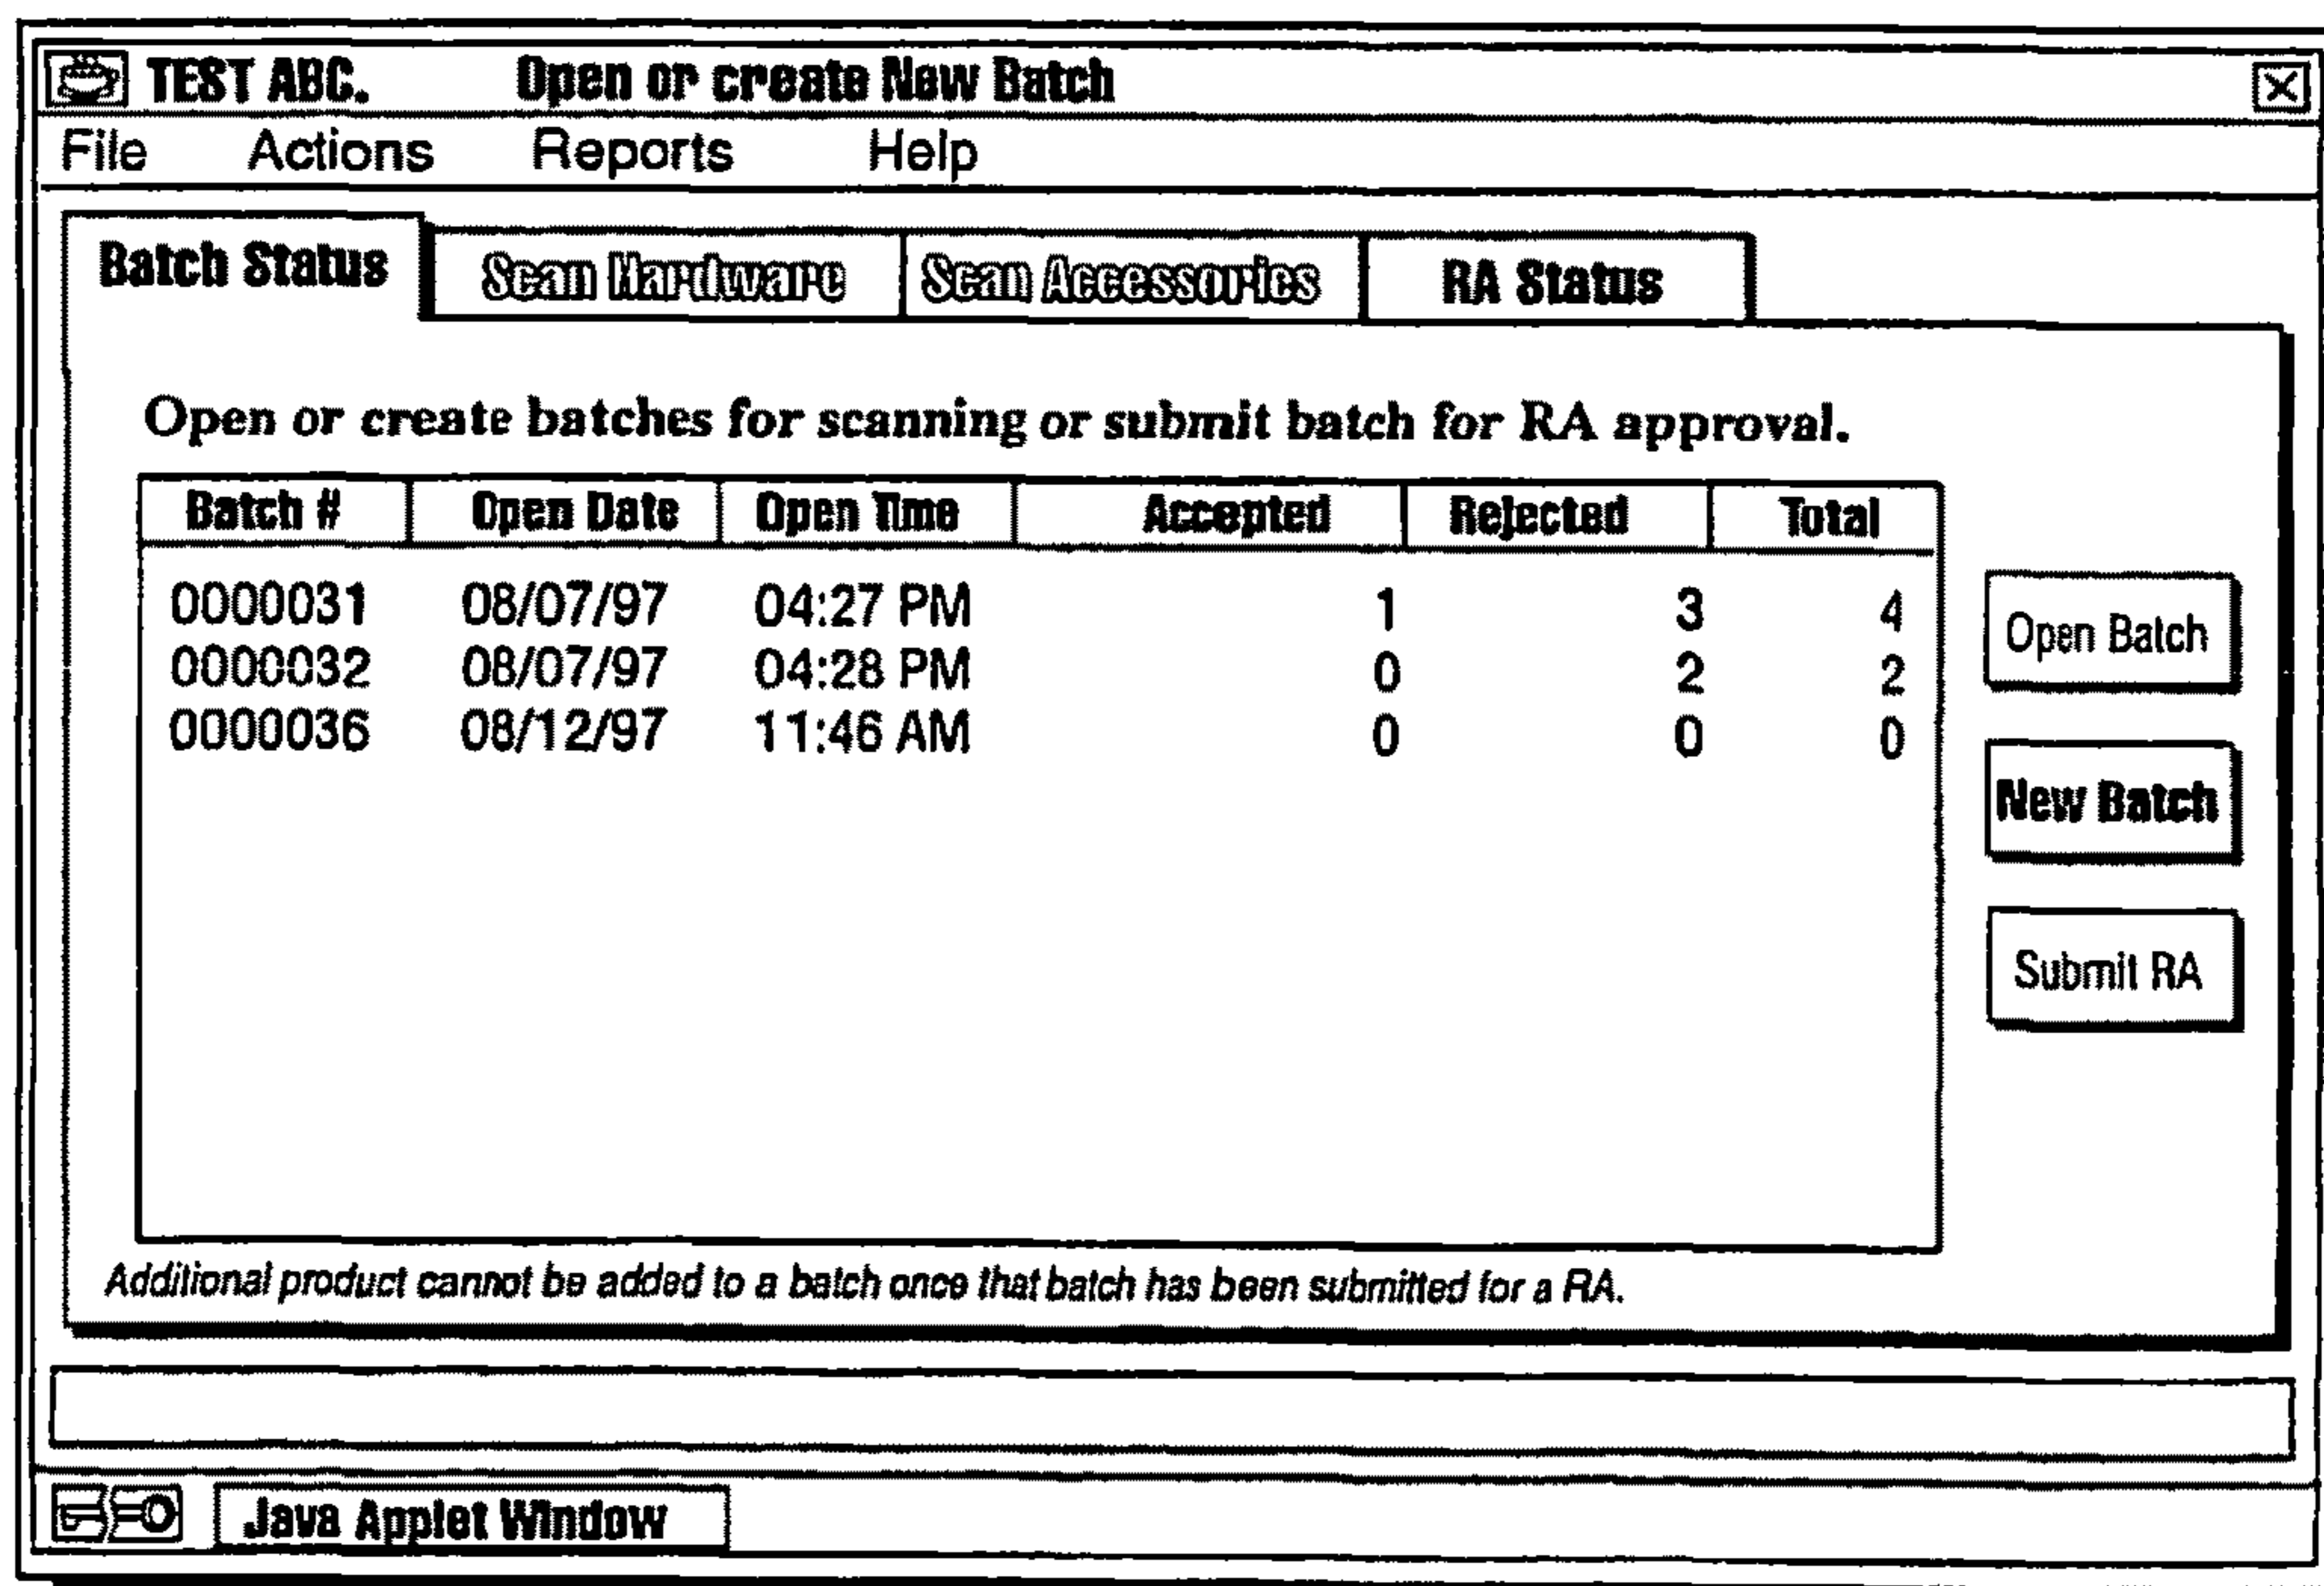 TEST ABC. Open or create New Batch
File Actions Reports Help
Batch Status Scan Hardware Scan Accessories RA Status
Open or create batches for scanning or submit batch for RA approval.
Batch # Open Date Open Time Accepted Rejected Total
0000031 08/07/97 04:27 PM 1 3 4
0000032 08/07/97 04:28 PM 0 2 2
0000036 08/12/97 11:46 AM 0 0 0
Open Batch
New Batch
Submit RA
Additional product cannot be added to a batch once that batch has been submitted for a RA.
Java Applet Window